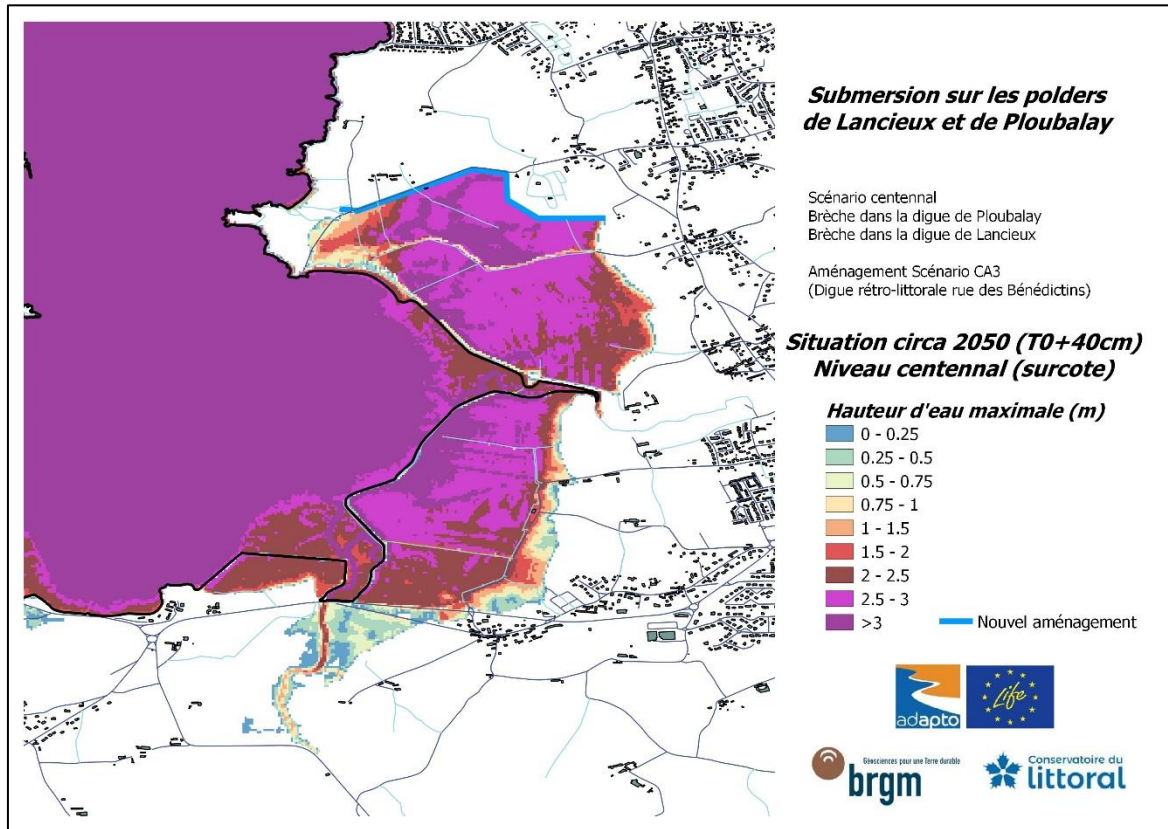 Submersion sur les polders
de Lancieux et de Ploubalay
Scénario centennal
Brèche dans la digue de Ploubalay
Brèche dans la digue de Lancieux
Aménagement Scénario CA3
(Digue rétro-littorale rue des Bénédictins)
Situation circa 2050 (T0+40cm)
Niveau centennal (surcote)
Hauteur d'eau maximale (m)
0 - 0.25
0.25 - 0.5
0.5 - 0.75
0.75 - 1
1 - 1.5
1.5 - 2
2 - 2.5
2.5 - 3
>3
Nouvel aménagement
adapto
Life
Géosciences pour une Terre durable
brgm
Conservatoire du
littoral